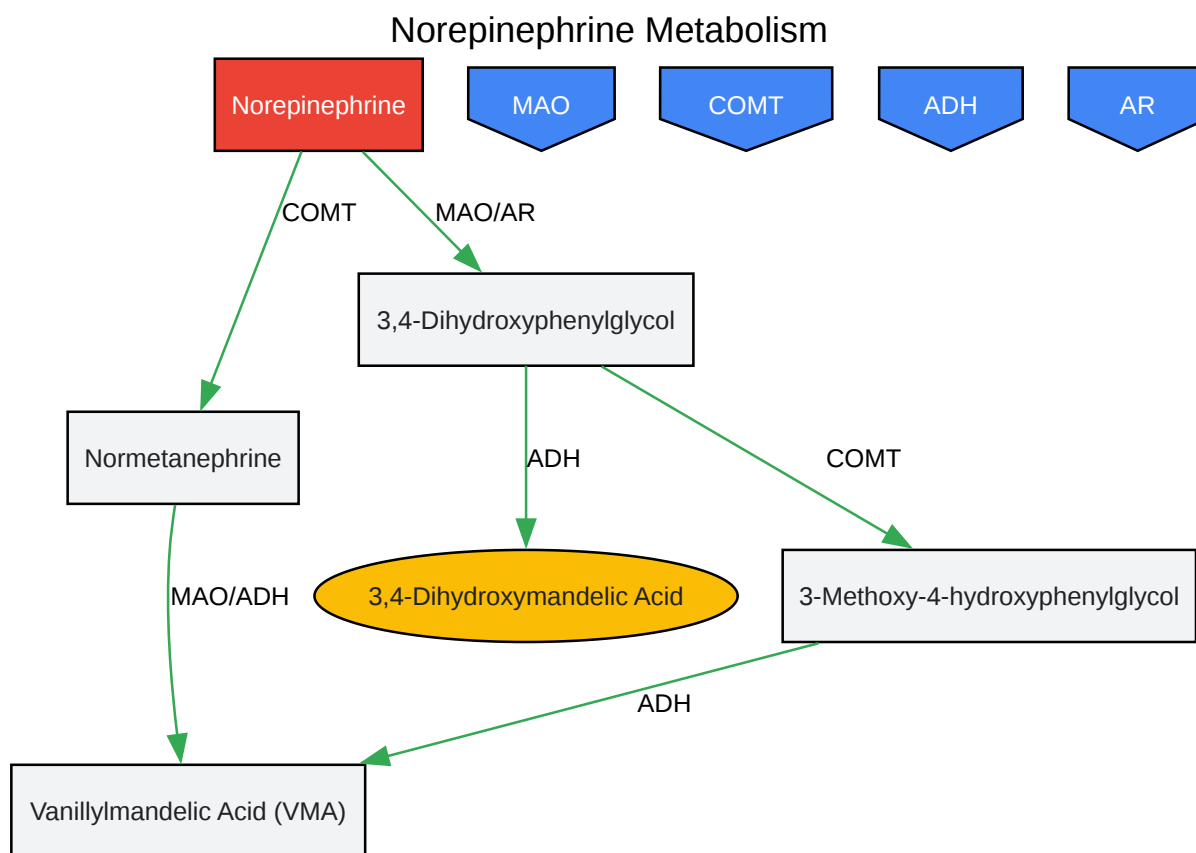 Norepinephrine Metabolism
Norepinephrine
MAO
COMT
ADH
AR
COMT
MAO/AR
3,4-Dihydroxyphenylglycol
Normetanephrine
ADH
COMT
MAO/ADH
3,4-Dihydroxymandelic Acid
3-Methoxy-4-hydroxyphenylglycol
ADH
Vanillylmandelic Acid (VMA)